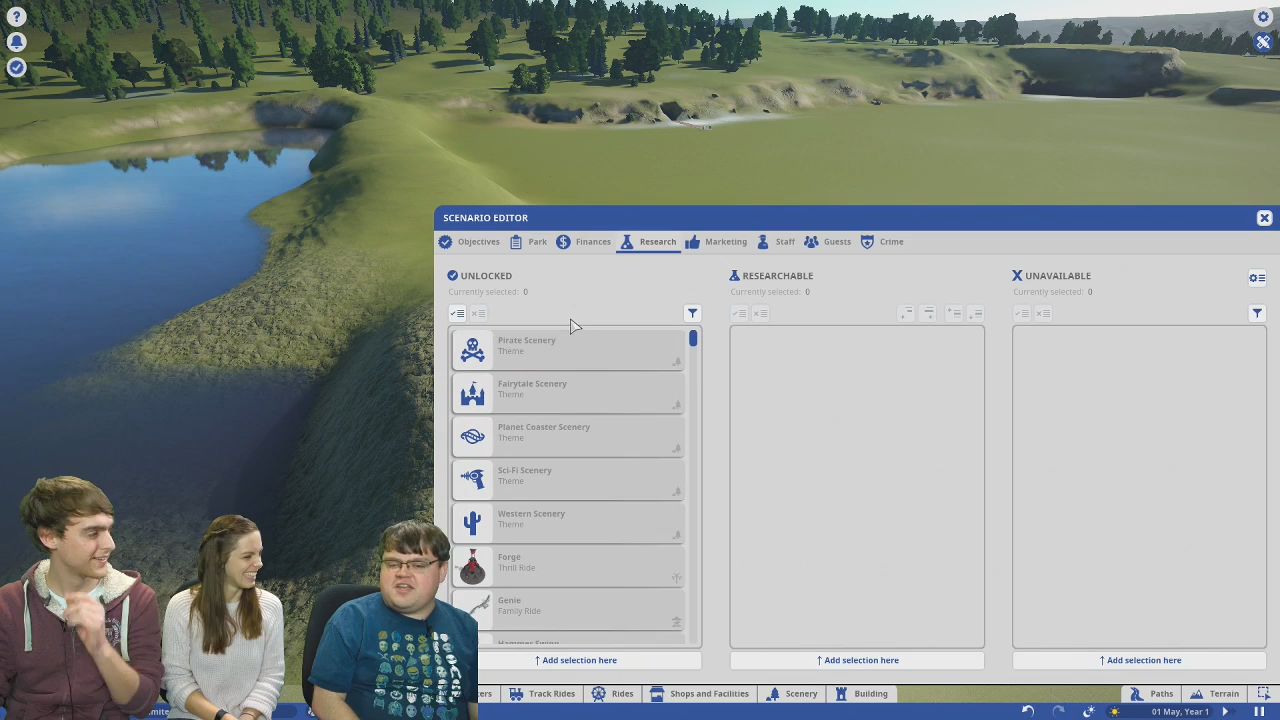 ?
SCENARIO EDITOR
Objectives Park Finances Research Marketing Staff Guests Crime
UNLOCKED RESEARCHABLE UNAVAILABLE
Currently selected: 0 Currently selected: 0 Currently selected: 0
Pirate Scenery
Theme
Fairytale Scenery
Theme
Planet Coaster Scenery
Theme
Sci-Fi Scenery
Theme
Western Scenery
Theme
Forge
Thrill Ride
Genie
Family Ride
Hammer Swing
Add selection here Add selection here Add selection here
Track Rides Rides Shops and Facilities Scenery Building Paths Terrain
01 May, Year 1